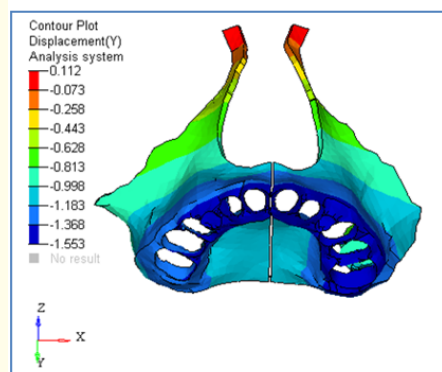 Contour Plot
Displacement(Y)
Analysis system
0.112
-0.073
-0.258
-0.443
-0.628
-0.813
-0.998
-1.183
-1.368
-1.553
No result
Z
X
Y